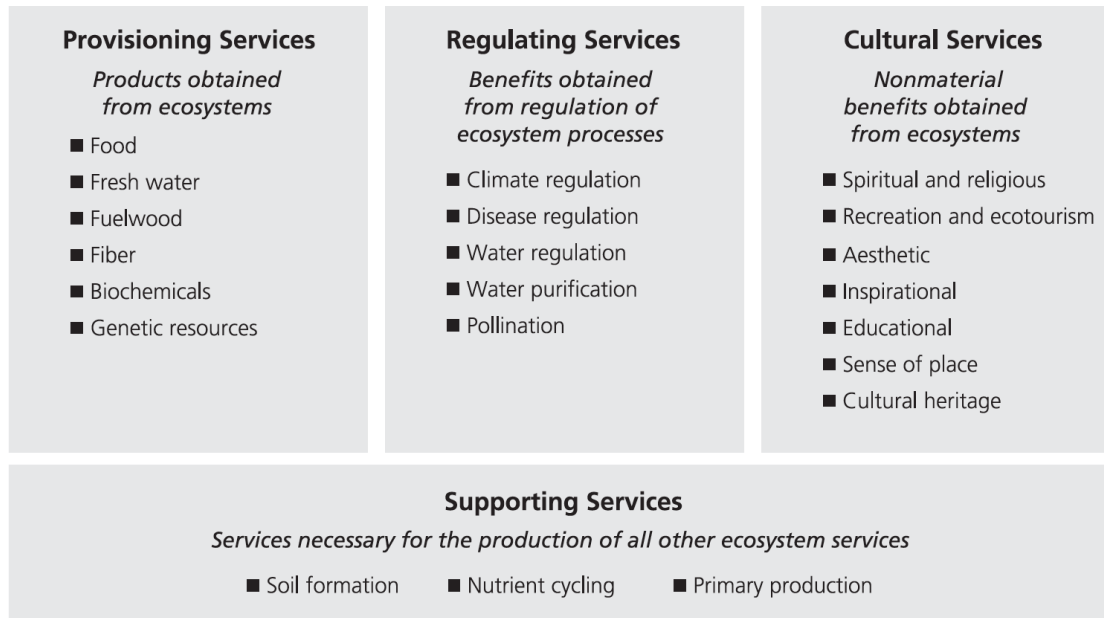 Provisioning Services
Products obtained
from ecosystems
■ Food
■ Fresh water
■ Fuelwood
■ Fiber
■ Biochemicals
■ Genetic resources
Regulating Services
Benefits obtained
from regulation of
ecosystem processes
■ Climate regulation
■ Disease regulation
■ Water regulation
■ Water purification
■ Pollination
Cultural Services
Nonmaterial
benefits obtained
from ecosystems
■ Spiritual and religious
■ Recreation and ecotourism
■ Aesthetic
■ Inspirational
■ Educational
■ Sense of place
■ Cultural heritage
Supporting Services
Services necessary for the production of all other ecosystem services
■ Soil formation ■ Nutrient cycling ■ Primary production